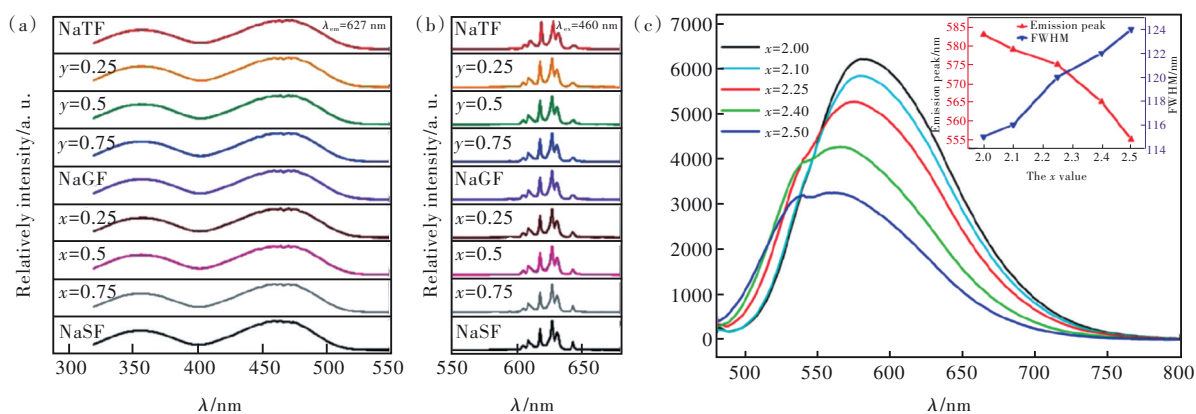 (a)
NaTF
λem=627 nm
y=0.25
y=0.5
y=0.75
NaGF
x=0.25
x=0.5
x=0.75
NaSF
Relatively intensity/a. u.
300 350 400 450 500 550
λ/nm
(b)
NaTF
λex=460 nm
y=0.25
y=0.5
y=0.75
NaGF
x=0.25
x=0.5
x=0.75
NaSF
Relatively intensity/a. u.
550 600 650
λ/nm
(c)
7000
6000
5000
4000
3000
2000
1000
0
x=2.00
x=2.10
x=2.25
x=2.40
x=2.50
500 550 600 650 700 750 800
λ/nm
Emission peak
FWHM
Emission peak/nm
585
580
575
570
565
560
555
FWHM/nm
124
122
120
118
116
114
2.0 2.1 2.2 2.3 2.4 2.5
The x value